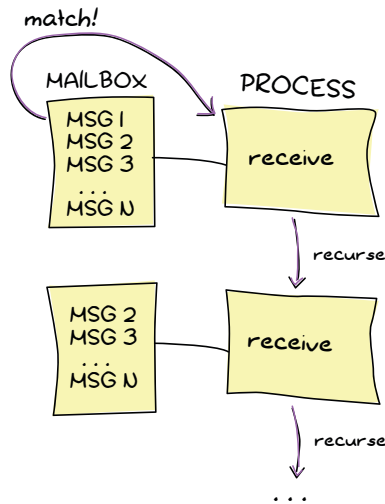 match!
MAILBOX
PROCESS
MSG 1
MSG 2
MSG 3
...
MSG N
receive
recurse
MSG 2
MSG 3
...
MSG N
receive
recurse
...